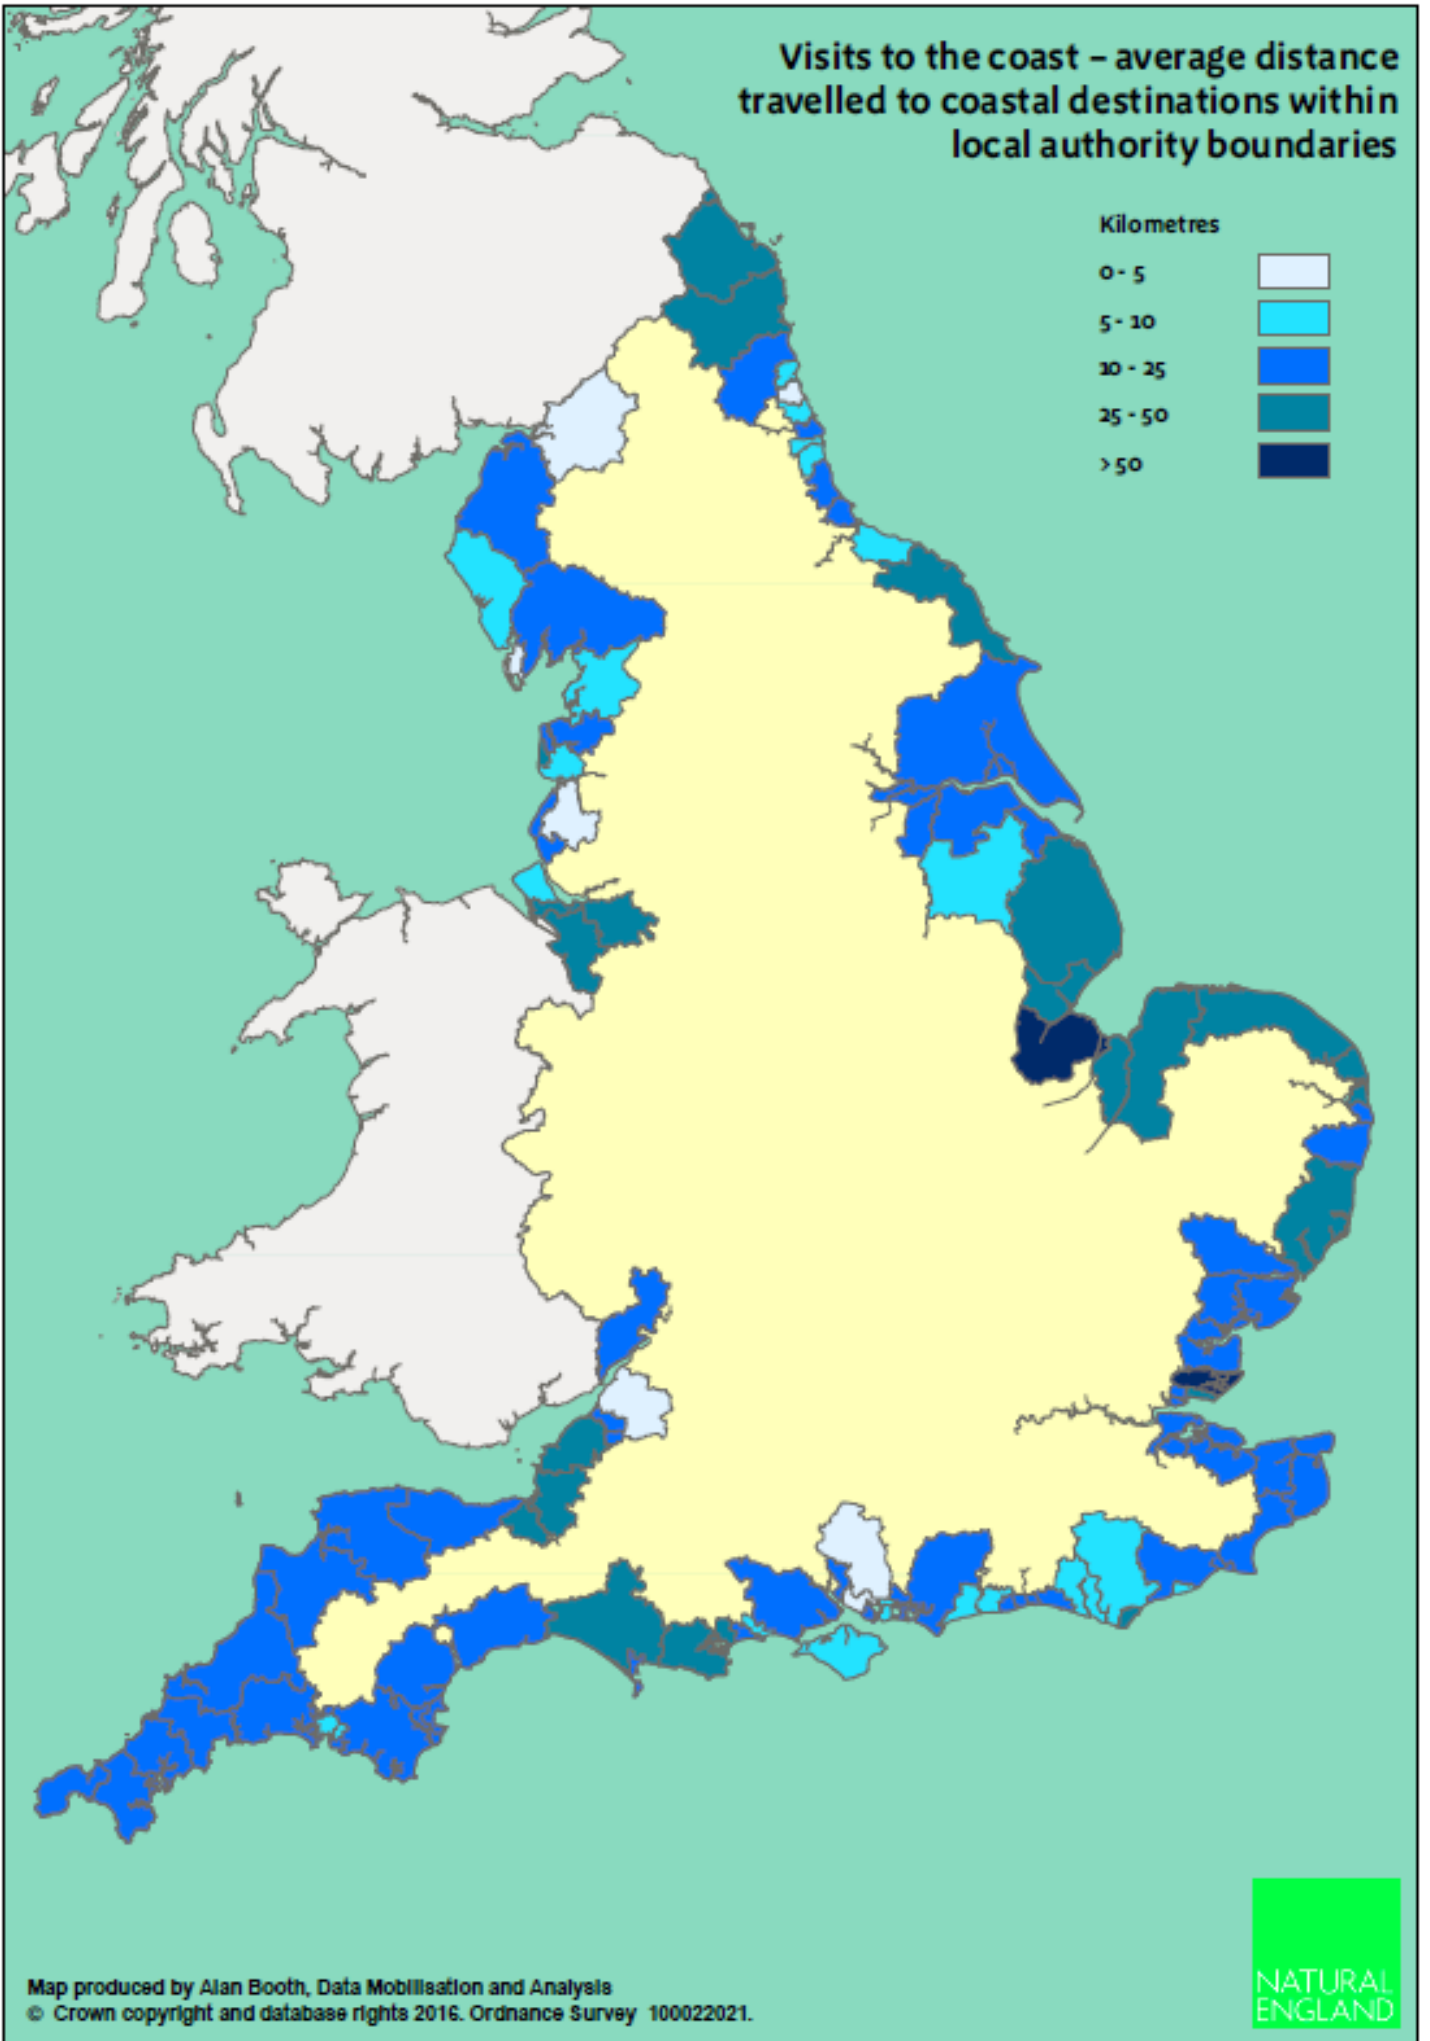 Visits to the coast – average distance
travelled to coastal destinations within
local authority boundaries
Kilometres
0 - 5
5 - 10
10 - 25
25 - 50
> 50
Map produced by Alan Booth, Data Mobilisation and Analysis
© Crown copyright and database rights 2016. Ordnance Survey 100022021.
NATURAL
ENGLAND